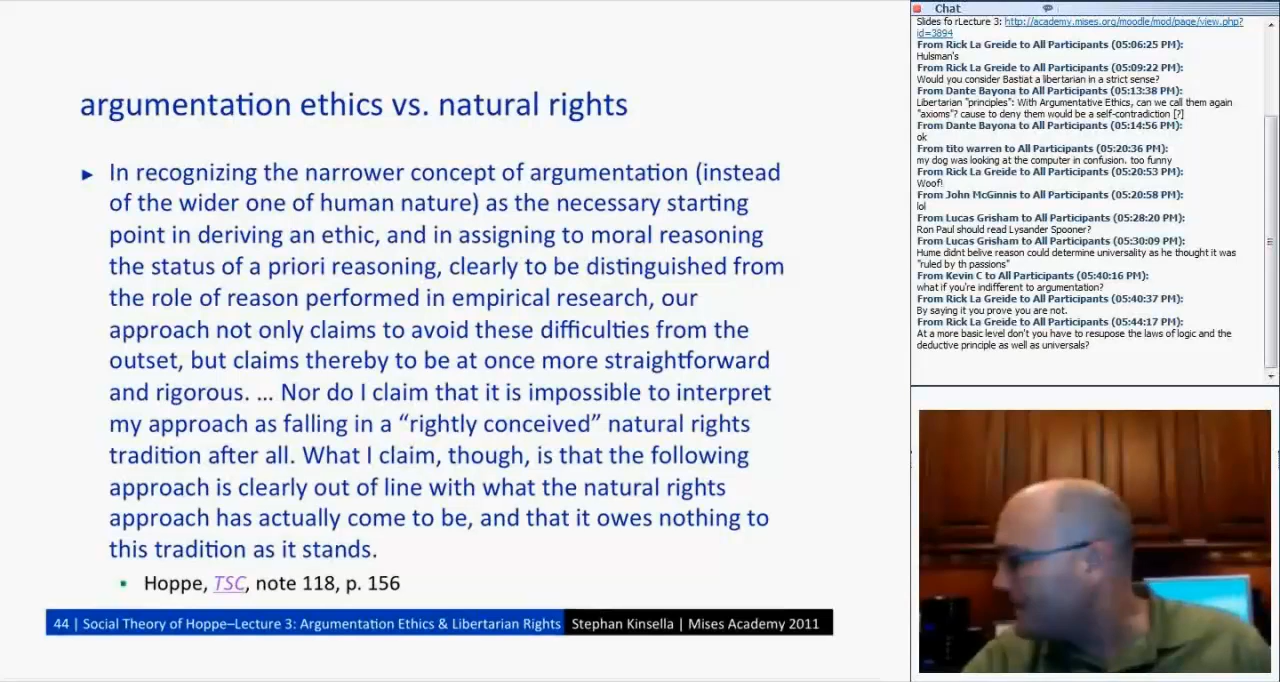 argumentation ethics vs. natural rights
► In recognizing the narrower concept of argumentation (instead
of the wider one of human nature) as the necessary starting
point in deriving an ethic, and in assigning to moral reasoning
the status of a priori reasoning, clearly to be distinguished from
the role of reason performed in empirical research, our
approach not only claims to avoid these difficulties from the
outset, but claims thereby to be at once more straightforward
and rigorous. ... Nor do I claim that it is impossible to interpret
my approach as falling in a “rightly conceived” natural rights
tradition after all. What I claim, though, is that the following
approach is clearly out of line with what the natural rights
approach has actually come to be, and that it owes nothing to
this tradition as it stands.
▪ Hoppe, TSC, note 118, p. 156
44 | Social Theory of Hoppe–Lecture 3: Argumentation Ethics & Libertarian Rights Stephan Kinsella | Mises Academy 2011
Chat
Slides fo rLecture 3: http://academy.mises.org/moodle/mod/page/view.php?
id=3894
From Rick La Greide to All Participants (05:06:25 PM):
Hulsman's
From Rick La Greide to All Participants (05:09:22 PM):
Would you consider Bastiat a libertarian in a strict sense?
From Dante Bayona to All Participants (05:13:38 PM):
Libertarian "principles": With Argumentative Ethics, can we call them again
"axioms"? cause to deny them would be a self-contradiction [?]
From Dante Bayona to All Participants (05:14:56 PM):
ok
From tito warren to All Participants (05:20:36 PM):
my dog was looking at the computer in confusion. too funny
From Rick La Greide to All Participants (05:20:53 PM):
Woof!
From John McGinnis to All Participants (05:20:58 PM):
lol
From Lucas Grisham to All Participants (05:28:20 PM):
Ron Paul should read Lysander Spooner?
From Lucas Grisham to All Participants (05:30:09 PM):
Hume didnt belive reason could determine universality as he thought it was
"ruled by th passions"
From Kevin C to All Participants (05:40:16 PM):
what if you're indifferent to argumentation?
From Rick La Greide to All Participants (05:40:37 PM):
By saying it you prove you are not.
From Rick La Greide to All Participants (05:44:17 PM):
At a more basic level don't you have to resupose the laws of logic and the
deductive principle as well as universals?